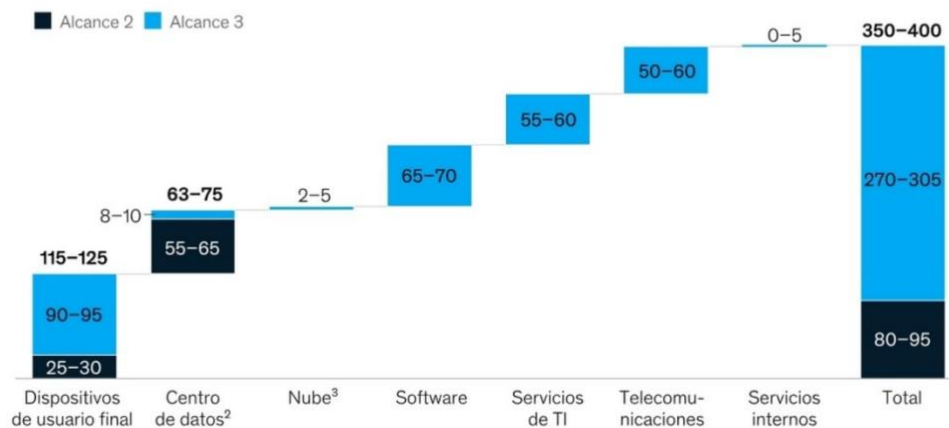 Alcance 2 Alcance 3
350–400
0–5
50–60
55–60
65–70
270–305
63–75
2–5
8–10
55–65
115–125
90–95
80–95
25–30
Dispositivos
de usuario final
Centro
de datos²
Nube³
Software
Servicios
de TI
Telecomu-
nicaciones
Servicios
internos
Total